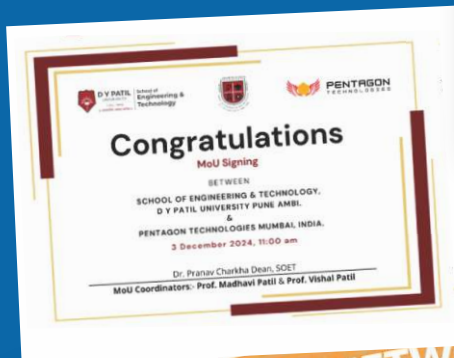 D Y PATIL
School of
Engineering &
Technology
PENTAGON
TECHNOLOGIES
Congratulations
MoU Signing
BETWEEN
SCHOOL OF ENGINEERING & TECHNOLOGY,
D Y PATIL UNIVERSITY PUNE AMBI.
&
PENTAGON TECHNOLOGIES MUMBAI, INDIA.
3 December 2024, 11:00 am
Dr. Pranav Charkha Dean, SOET
MoU Coordinators:- Prof. Madhavi Patil & Prof. Vishal Patil